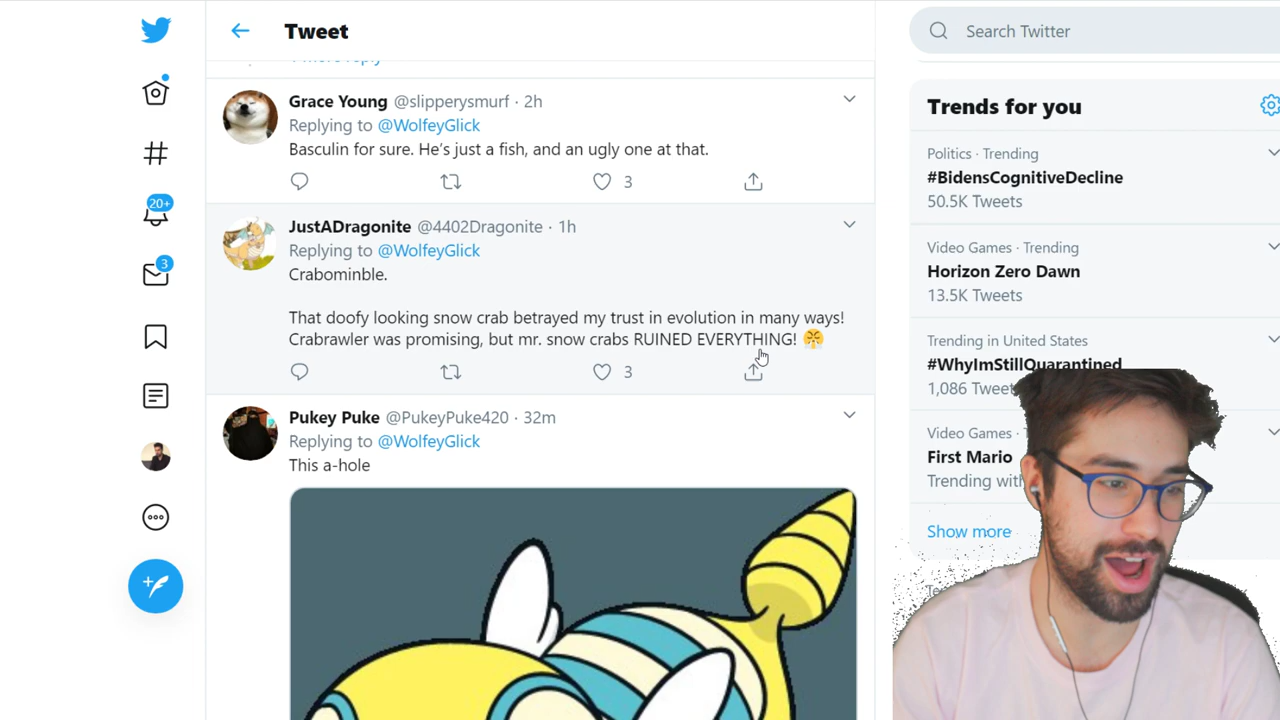 Tweet
Search Twitter
Grace Young @slipperysmurf · 2h
Replying to @WolfeyGlick
Basculin for sure. He's just a fish, and an ugly one at that.
3
JustADragonite @4402Dragonite · 1h
Replying to @WolfeyGlick
Crabominble.
That doofy looking snow crab betrayed my trust in evolution in many ways!
Crabrawler was promising, but mr. snow crabs RUINED EVERYTHING! 😤
3
Pukey Puke @PukeyPuke420 · 32m
Replying to @WolfeyGlick
This a-hole
20+
3
Trends for you
Politics · Trending
#BidensCognitiveDecline
50.5K Tweets
Video Games · Trending
Horizon Zero Dawn
13.5K Tweets
Trending in United States
#WhyImStillQuarantined
1,086
Video Games ·
First Mario
Trending
Show more